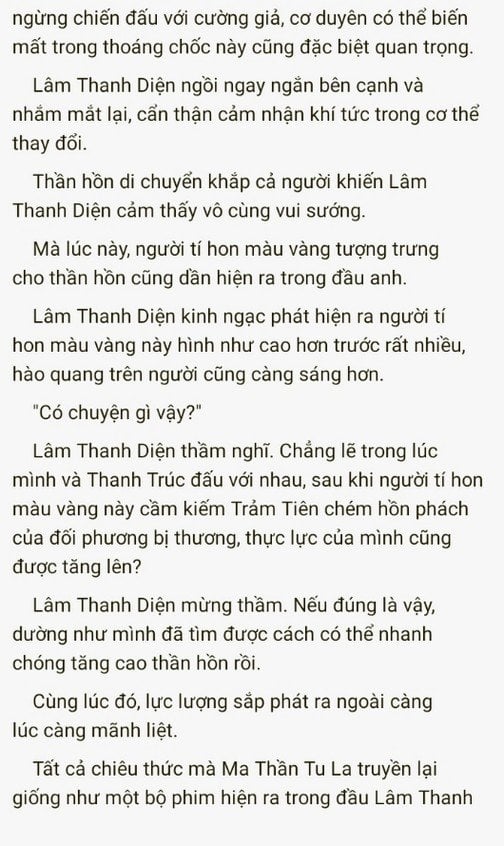 ngừng chiến đấu với cường giả, cơ duyên có thể biến
mất trong thoáng chốc này cũng đặc biệt quan trọng.
Lâm Thanh Diện ngồi ngay ngắn bên cạnh và
nhắm mắt lại, cẩn thận cảm nhận khí tức trong cơ thể
thay đổi.
Thần hồn di chuyển khắp cả người khiến Lâm
Thanh Diện cảm thấy vô cùng vui sướng.
Mà lúc này, người tí hon màu vàng tượng trưng
cho thần hồn cũng dần hiện ra trong đầu anh.
Lâm Thanh Diện kinh ngạc phát hiện ra người tí
hon màu vàng này hình như cao hơn trước rất nhiều,
hào quang trên người cũng càng sáng hơn.
"Có chuyện gì vậy?"
Lâm Thanh Diện thầm nghĩ. Chẳng lẽ trong lúc
mình và Thanh Trúc đấu với nhau, sau khi người tí hon
màu vàng này cầm kiếm Trảm Tiên chém hồn phách
của đối phương bị thương, thực lực của mình cũng
được tăng lên?
Lâm Thanh Diện mừng thầm. Nếu đúng là vậy,
dường như mình đã tìm được cách có thể nhanh
chóng tăng cao thần hồn rồi.
Cùng lúc đó, lực lượng sắp phát ra ngoài càng
lúc càng mãnh liệt.
Tất cả chiêu thức mà Ma Thần Tu La truyền lại
giống như một bộ phim hiện ra trong đầu Lâm Thanh